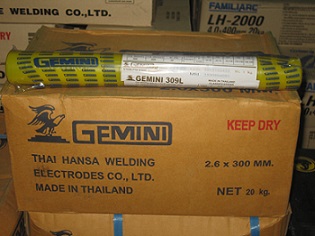 WELDING CO.,LTD.
FAMILIARC
LH-2000
GEMINI 309L
GEMINI
KEEP DRY
THAI HANSA WELDING
ELECTRODES CO., LTD.
MADE IN THAILAND
2.6 x 300 MM.
NET 20 kg.